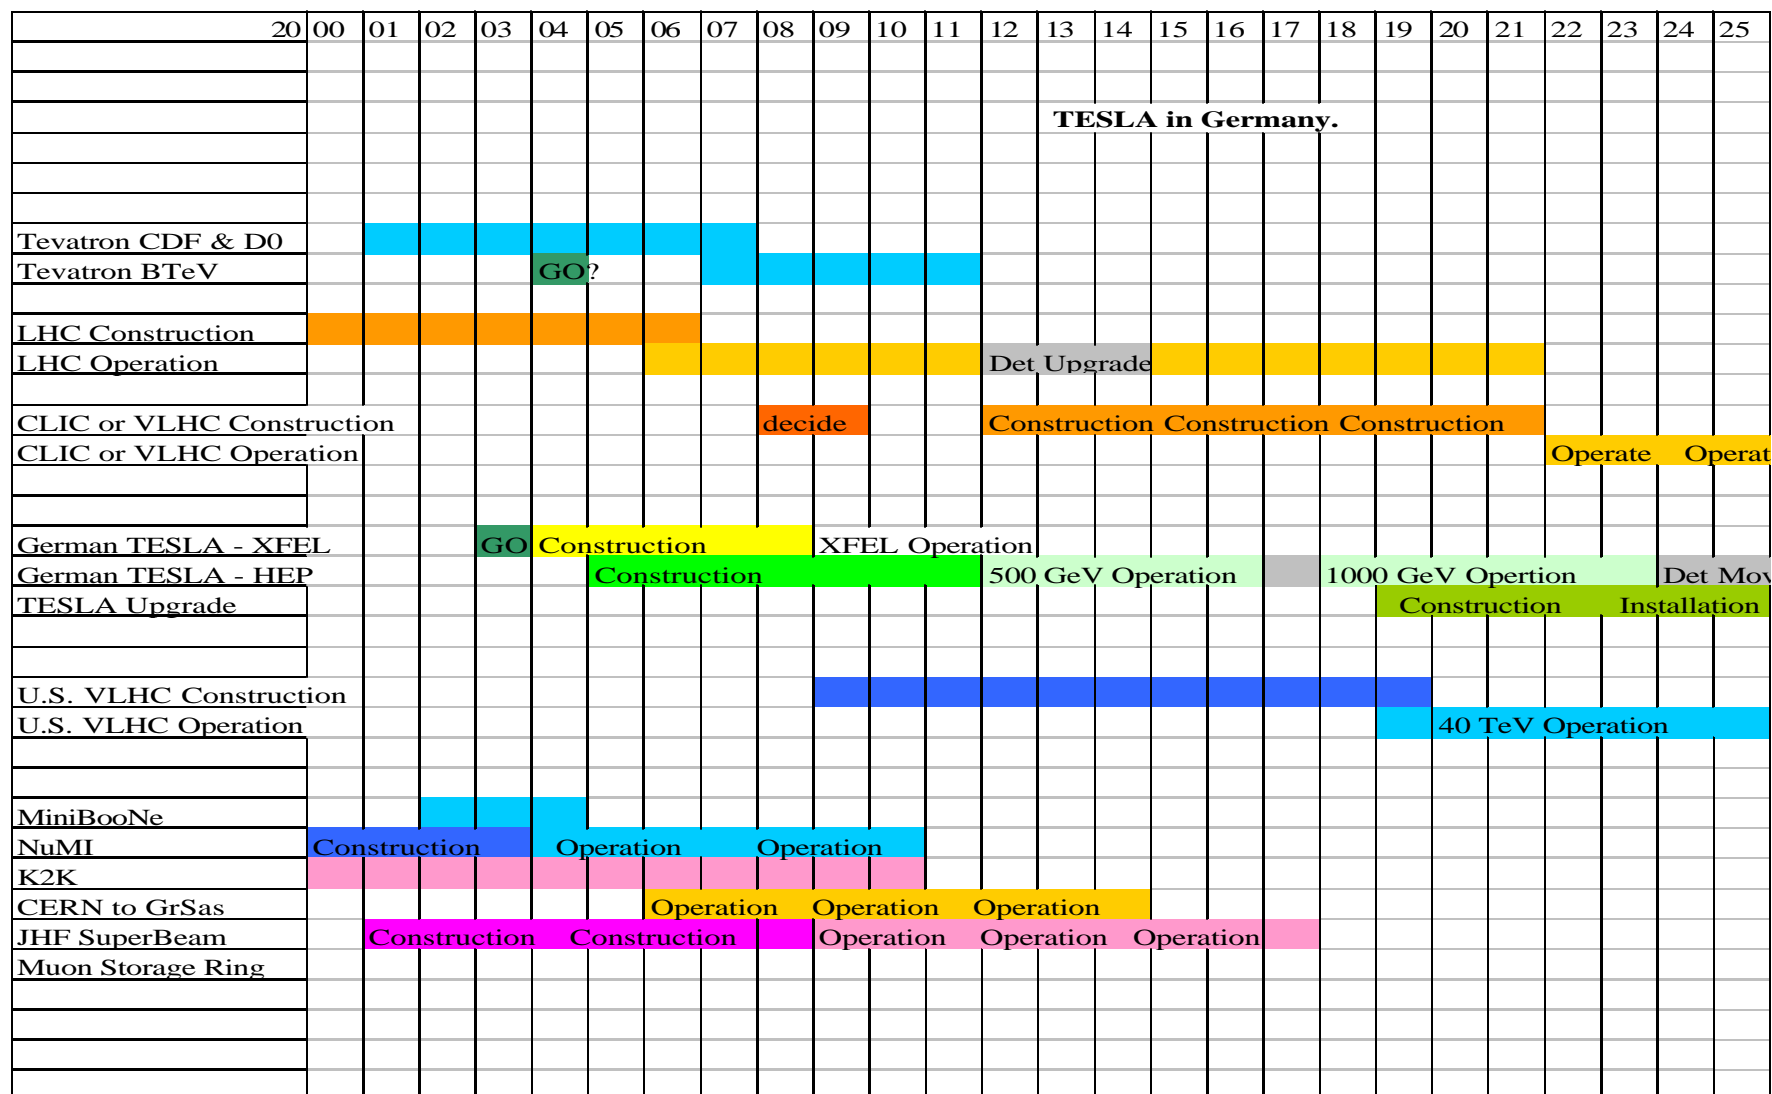 20 00 01 02 03 04 05 06 07 08 09 10 11 12 13 14 15 16 17 18 19 20 21 22 23 24 25
TESLA in Germany.
Tevatron CDF & D0
Tevatron BTeV GO?
LHC Construction
LHC Operation Det Upgrade
CLIC or VLHC Construction decide Construction Construction Construction
CLIC or VLHC Operation Operate Operat
German TESLA - XFEL GO Construction XFEL Operation
German TESLA - HEP Construction 500 GeV Operation 1000 GeV Opertion Det Mov
TESLA Upgrade Construction Installation
U.S. VLHC Construction
U.S. VLHC Operation 40 TeV Operation
MiniBooNe
NuMI Construction Operation Operation
K2K
CERN to GrSas Operation Operation Operation
JHF SuperBeam Construction Construction Operation Operation Operation
Muon Storage Ring